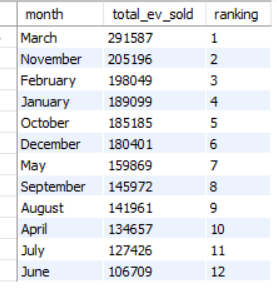 month total_ev_sold ranking
March 291587 1
November 205196 2
February 198049 3
January 189099 4
October 185185 5
December 180401 6
May 159869 7
September 145972 8
August 141961 9
April 134657 10
July 127426 11
June 106709 12